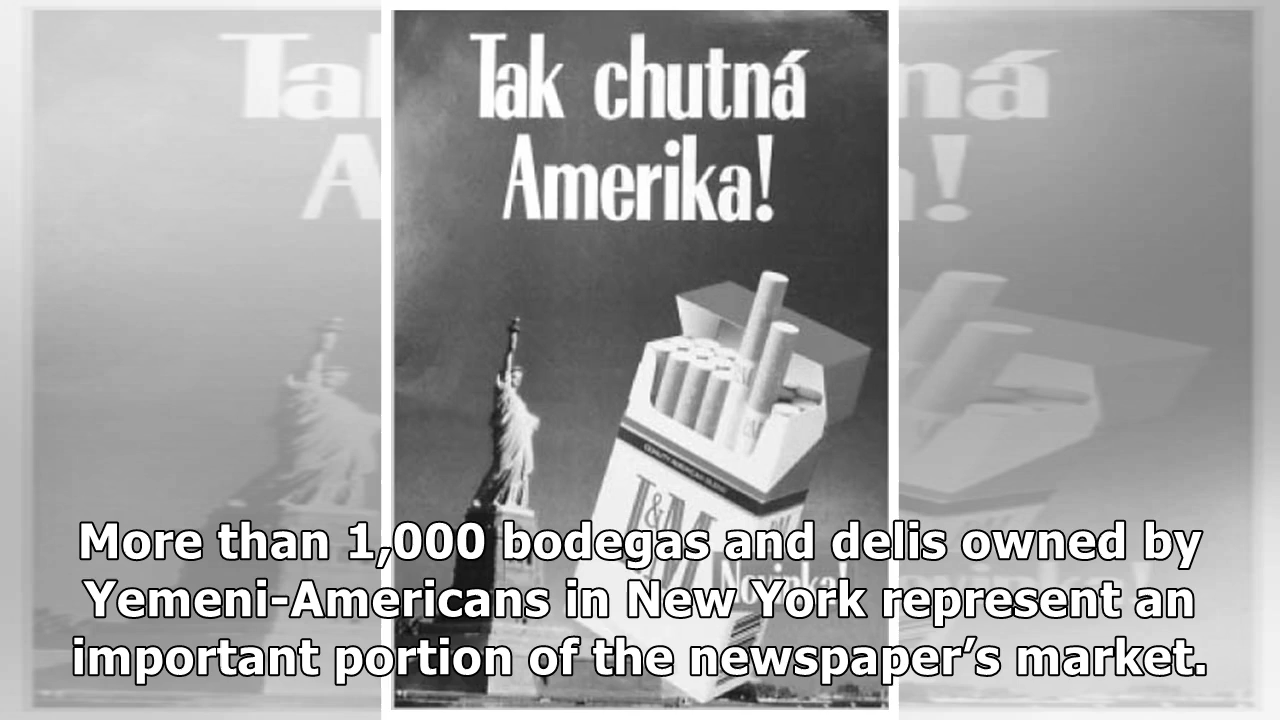 Tak chutná
Amerika!
L&M
Novinka!
More than 1,000 bodegas and delis owned by
Yemeni-Americans in New York represent an
important portion of the newspaper’s market.